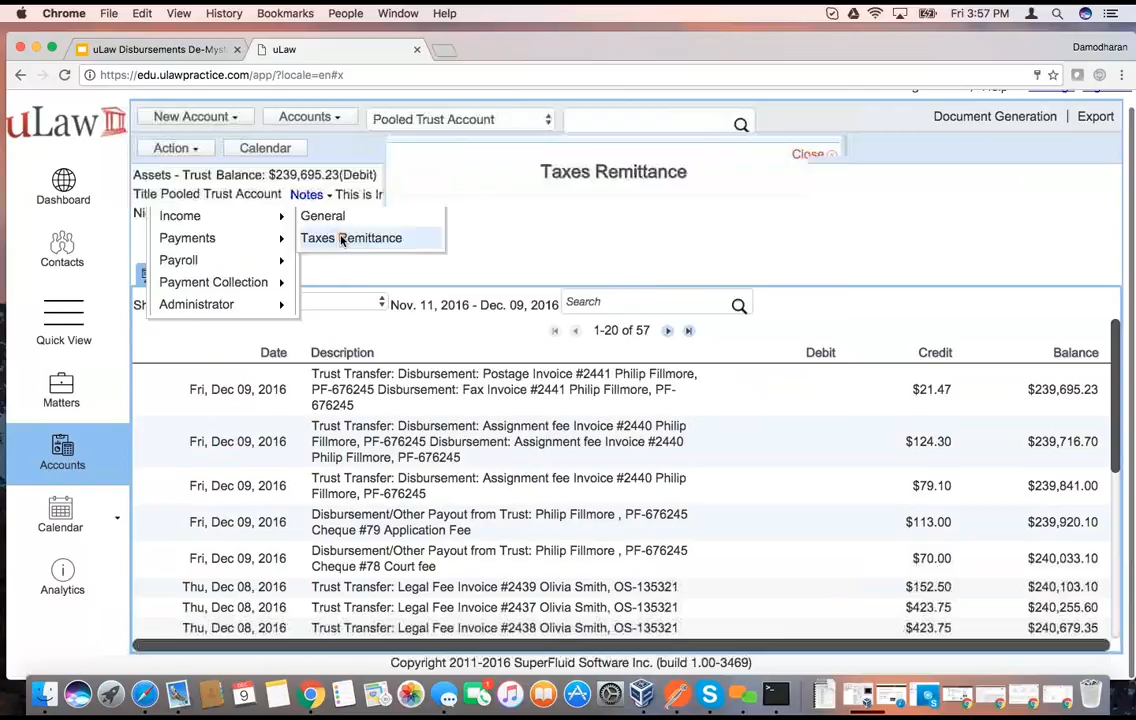 Chrome File Edit View History Bookmarks People Window Help Fri 3:57 PM
uLaw Disbursements De-Myst uLaw Damodharan
https://edu.ulawpractice.com/app/?locale=en#x
uLaw New Account Accounts Pooled Trust Account Document Generation Export
Action Calendar Close
Taxes Remittance
Assets - Trust Balance: $239,695.23(Debit)
Title Pooled Trust Account Notes This is Ir
Ni
Income General
Payments Taxes Remittance
Payroll
Payment Collection
Administrator
Dashboard
Contacts
Quick View
Matters
Accounts
Calendar
Analytics
Sh Nov. 11, 2016 - Dec. 09, 2016 Search
1-20 of 57
Date Description Debit Credit Balance
Fri, Dec 09, 2016 Trust Transfer: Disbursement: Postage Invoice #2441 Philip Fillmore, $21.47 $239,695.23
PF-676245 Disbursement: Fax Invoice #2441 Philip Fillmore, PF-
676245
Fri, Dec 09, 2016 Trust Transfer: Disbursement: Assignment fee Invoice #2440 Philip $124.30 $239,716.70
Fillmore, PF-676245 Disbursement: Assignment fee Invoice #2440
Philip Fillmore, PF-676245
Fri, Dec 09, 2016 Trust Transfer: Disbursement: Assignment fee Invoice #2440 Philip $79.10 $239,841.00
Fillmore, PF-676245
Fri, Dec 09, 2016 Disbursement/Other Payout from Trust: Philip Fillmore , PF-676245 $113.00 $239,920.10
Cheque #79 Application Fee
Fri, Dec 09, 2016 Disbursement/Other Payout from Trust: Philip Fillmore , PF-676245 $70.00 $240,033.10
Cheque #78 Court fee
Thu, Dec 08, 2016 Trust Transfer: Legal Fee Invoice #2439 Olivia Smith, OS-135321 $152.50 $240,103.10
Thu, Dec 08, 2016 Trust Transfer: Legal Fee Invoice #2437 Olivia Smith, OS-135321 $423.75 $240,255.60
Thu, Dec 08, 2016 Trust Transfer: Legal Fee Invoice #2438 Olivia Smith, OS-135321 $423.75 $240,679.35
Copyright 2011-2016 SuperFluid Software Inc. (build 1.00-3469)